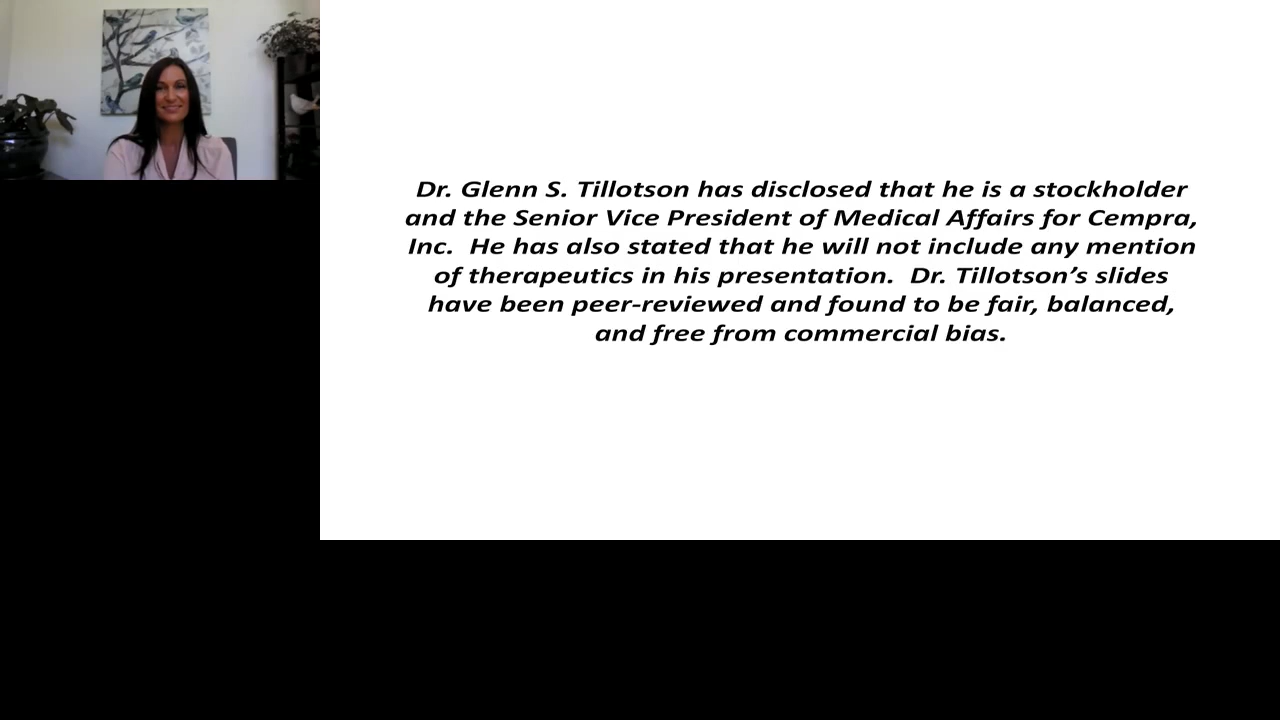 Dr. Glenn S. Tillotson has disclosed that he is a stockholder
and the Senior Vice President of Medical Affairs for Cempra,
Inc.  He has also stated that he will not include any mention
of therapeutics in his presentation.  Dr. Tillotson’s slides
have been peer-reviewed and found to be fair, balanced,
and free from commercial bias.